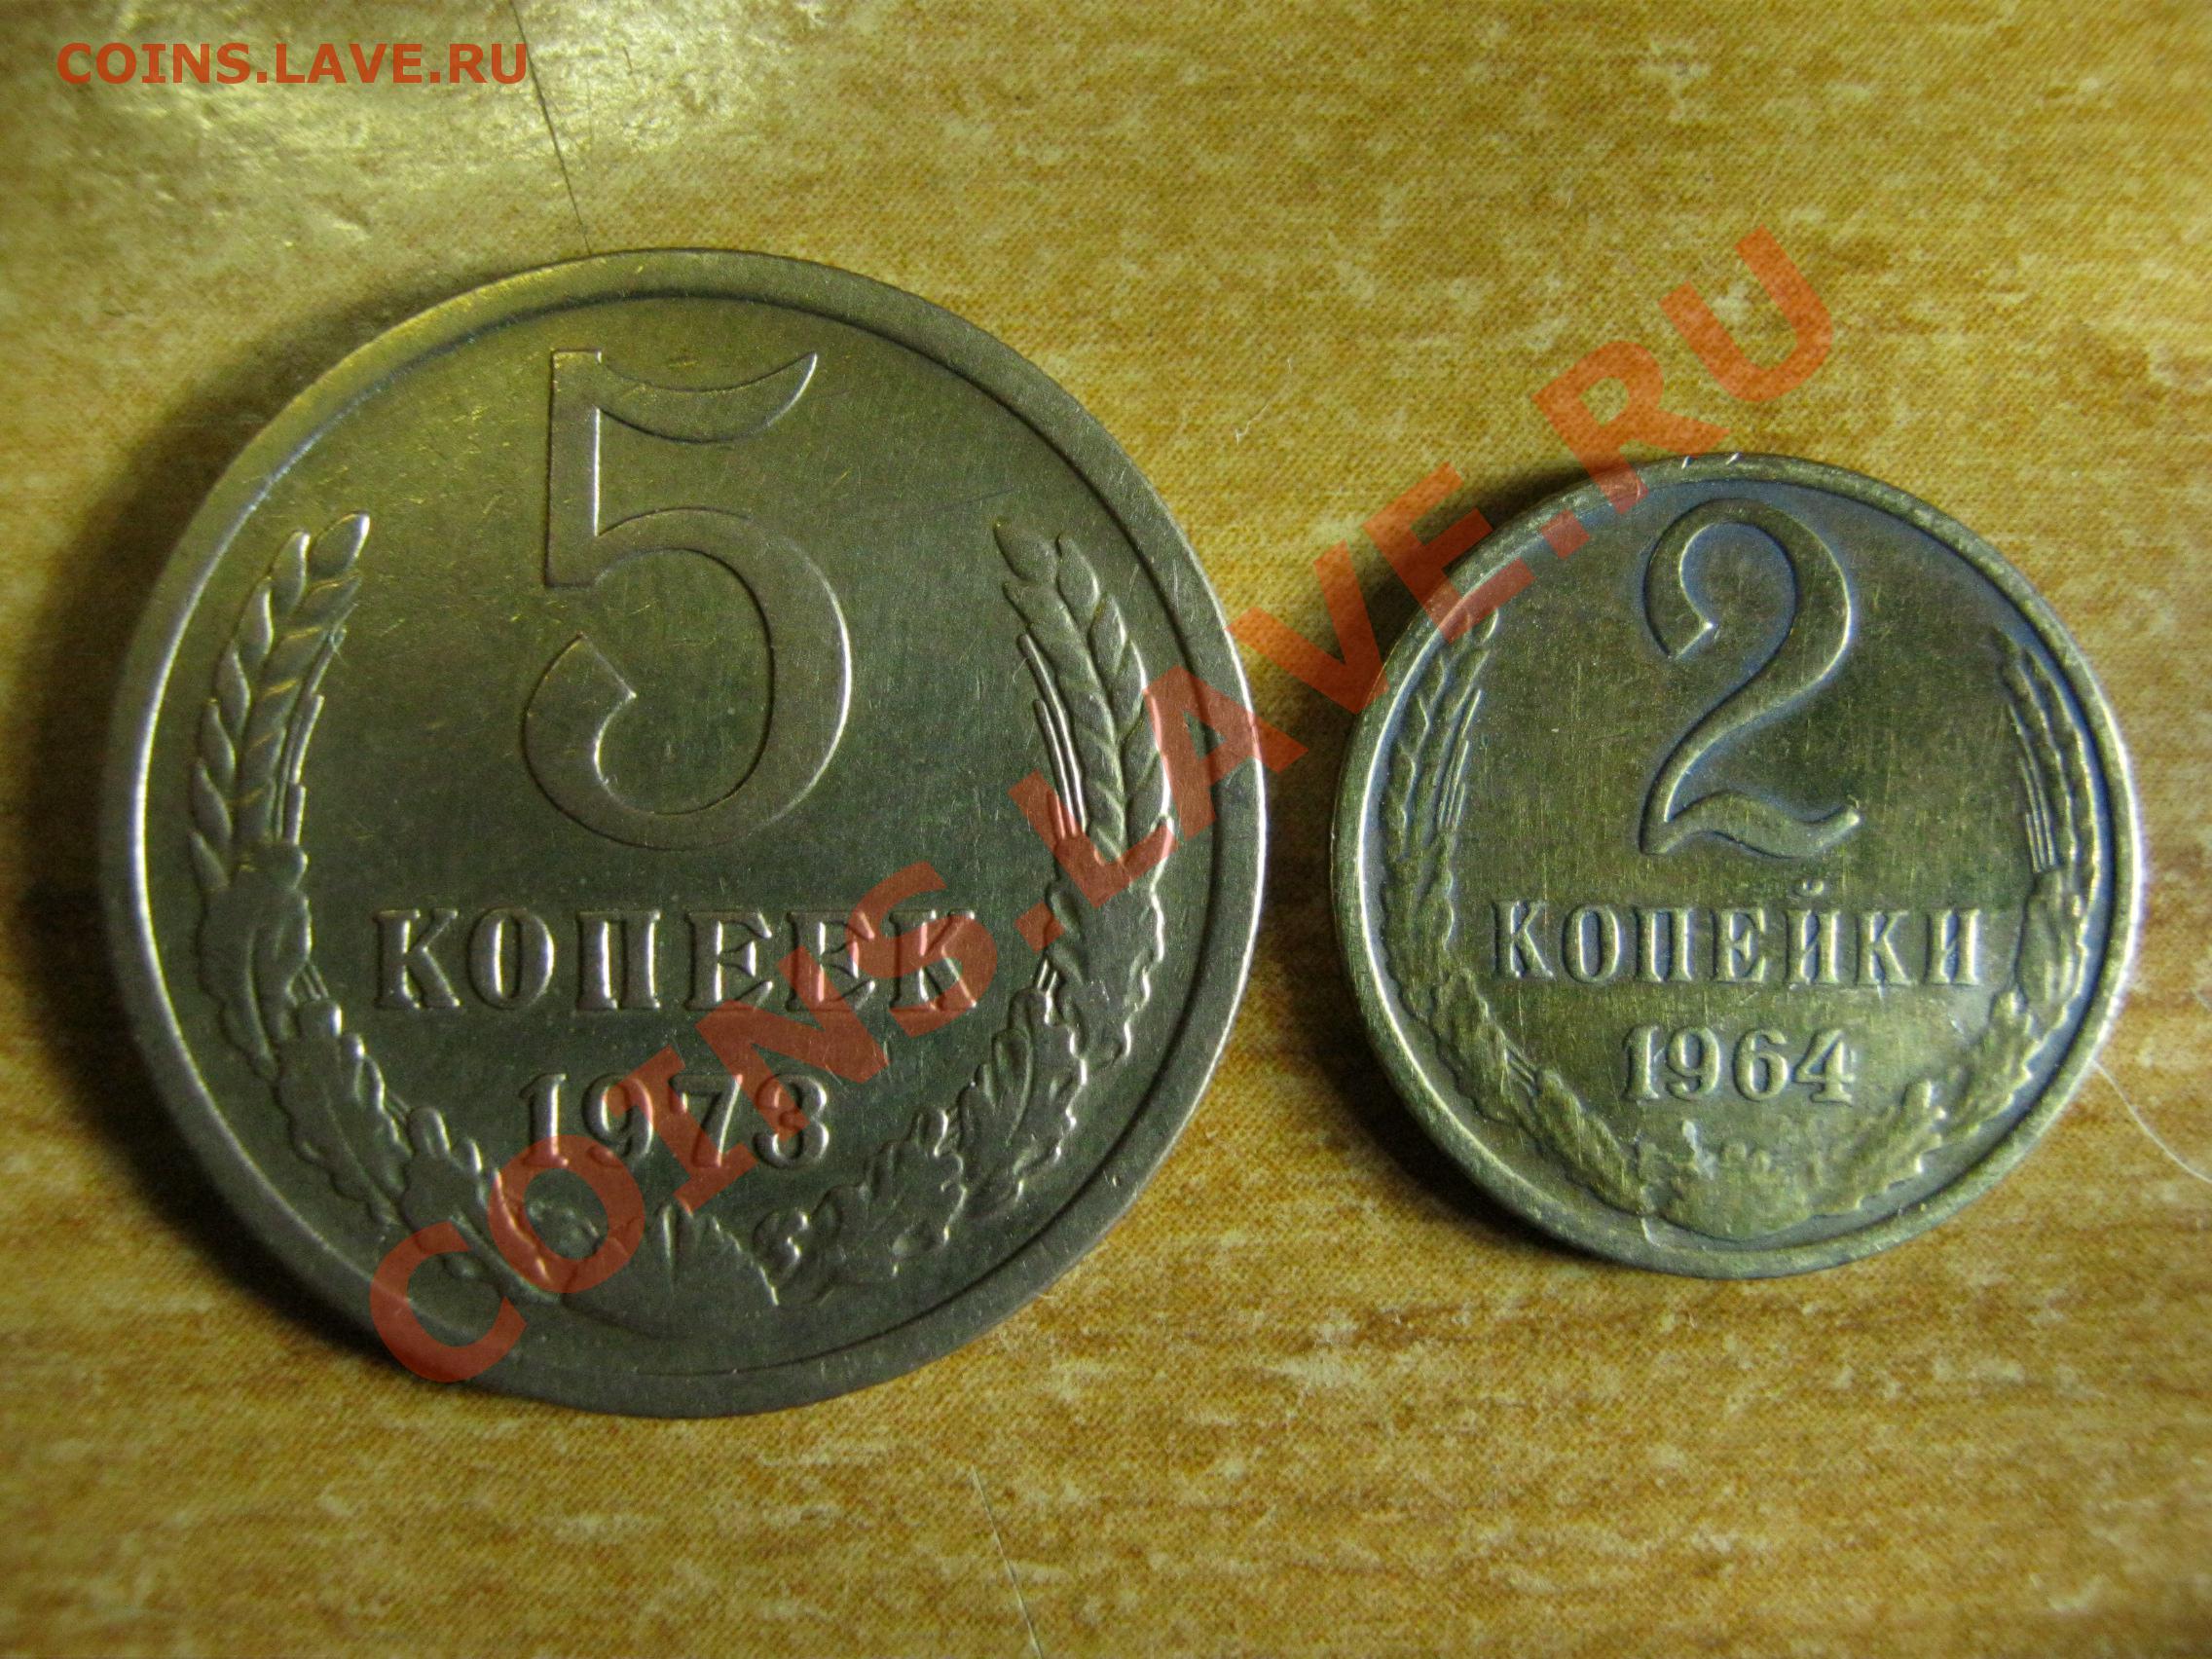 COINS.LAVE.RU
5
КОПЕЕК
1973
2
КОПЕЙКИ
1964
COINS.LAVE.RU